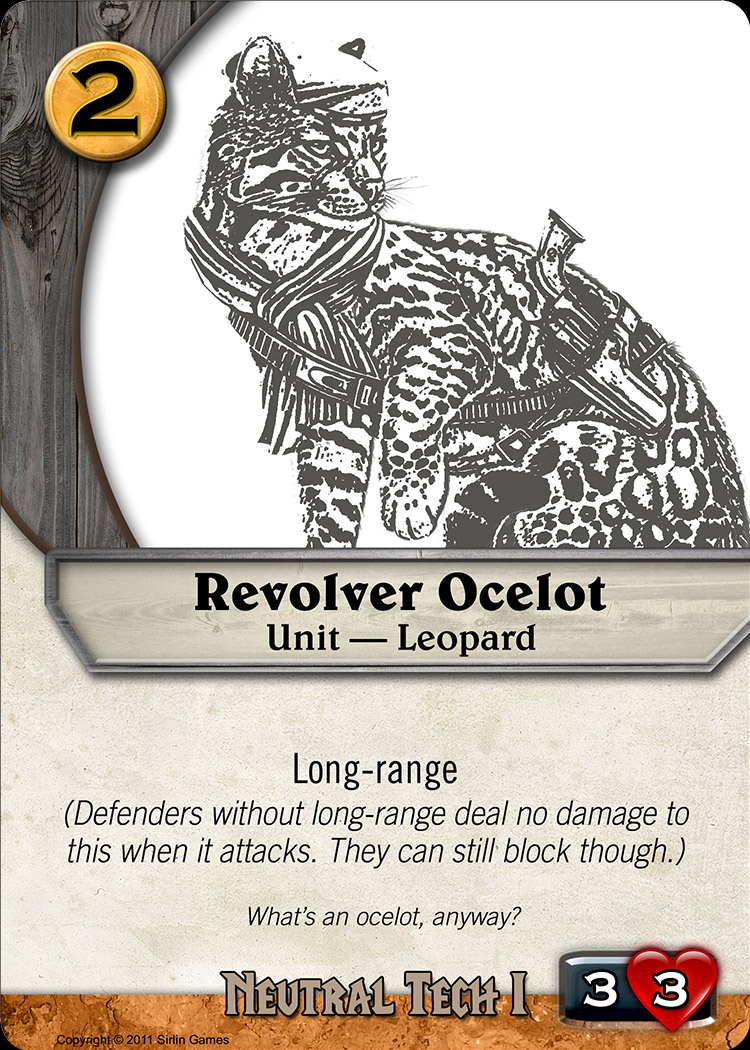 2
Revolver Ocelot
Unit — Leopard
Long-range
(Defenders without long-range deal no damage to
this when it attacks. They can still block though.)
What's an ocelot, anyway?
Neutral Tech I
3 3
Copyright © 2011 Sirlin Games